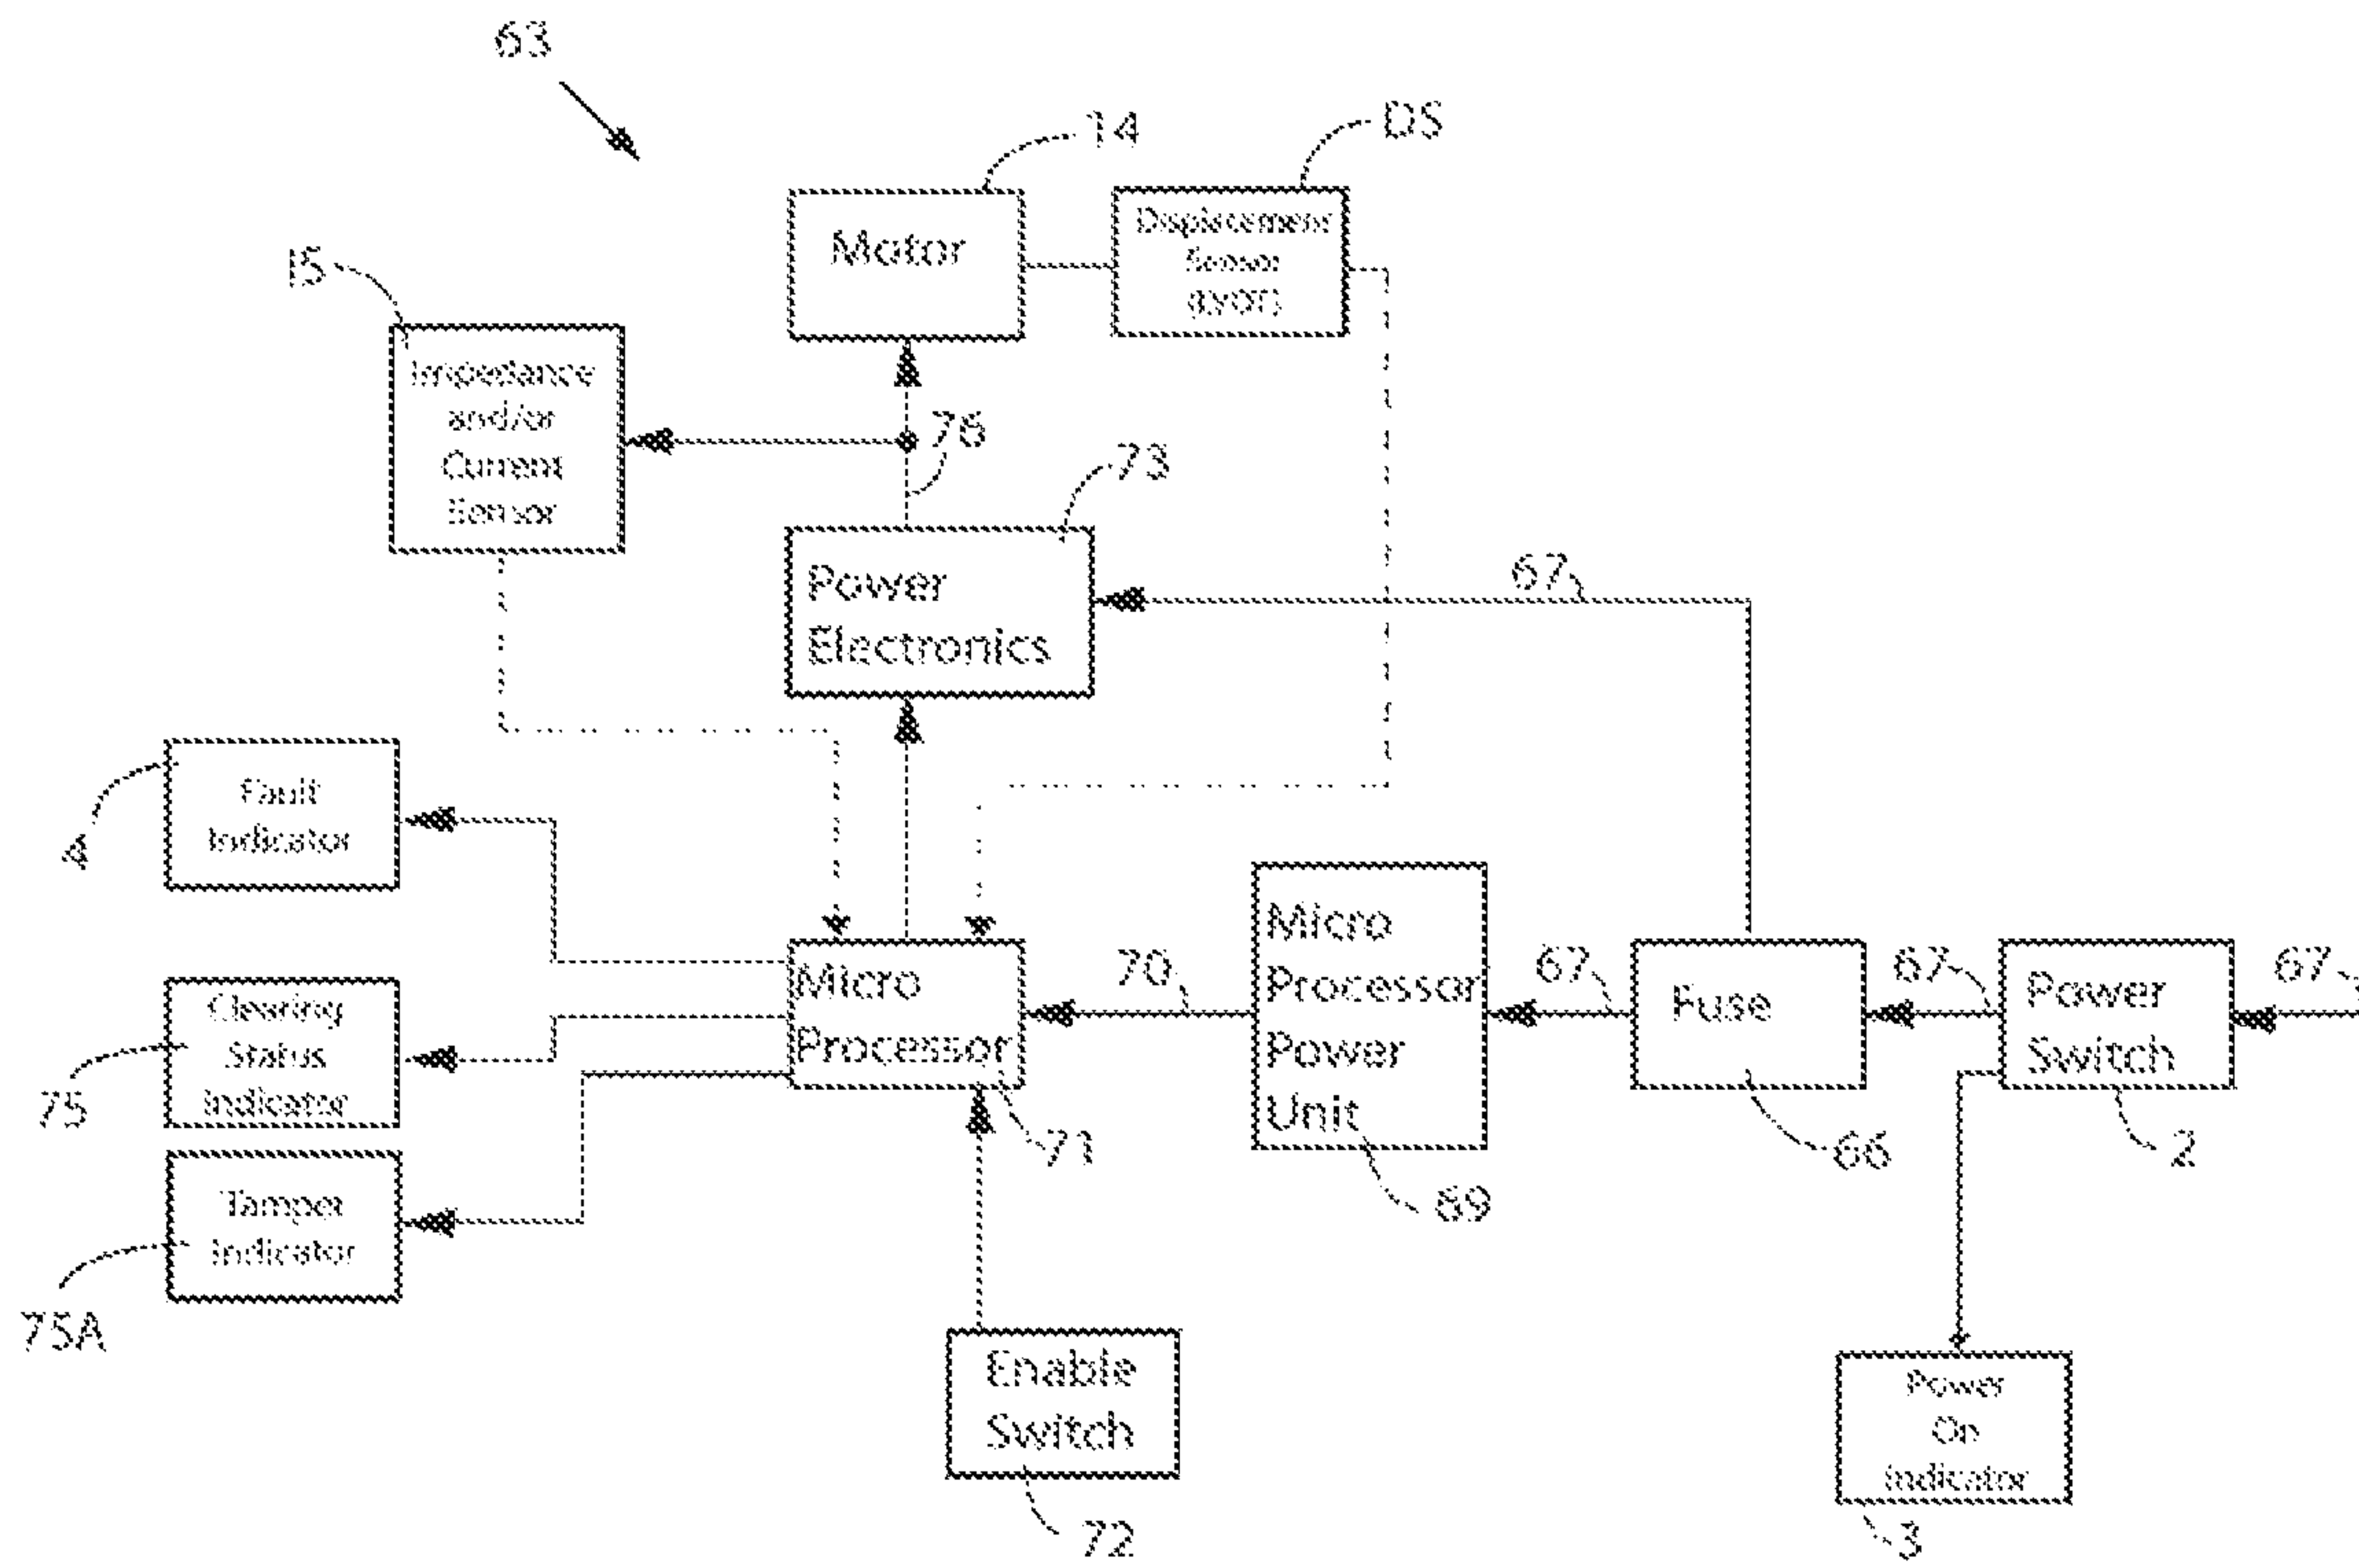 63
14
DS
Motor
Displacement
Sensor
(LVDT)
IS
Impedance
and/or
Current
Sensor
76
73
Power
Electronics
67
4
Fault
Indicator
75
Clearing
Status
Indicator
75A
Tamper
Indicator
Micro
Processor
71
70
Micro
Processor
Power
Unit
69
67
Fuse
66
67
Power
Switch
2
67
Enable
Switch
72
Power
On
Indicator
3